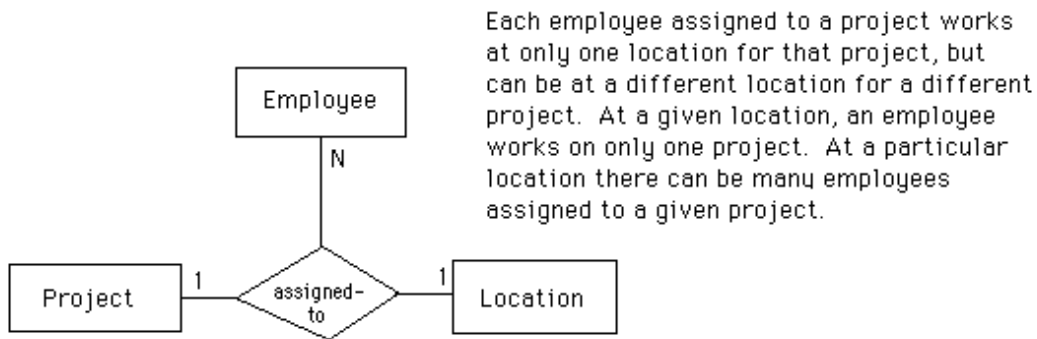 Each employee assigned to a project works
at only one location for that project, but
can be at a different location for a different
project. At a given location, an employee
works on only one project. At a particular
location there can be many employees
assigned to a given project.
Employee
N
Project
1
assigned-
to
1
Location